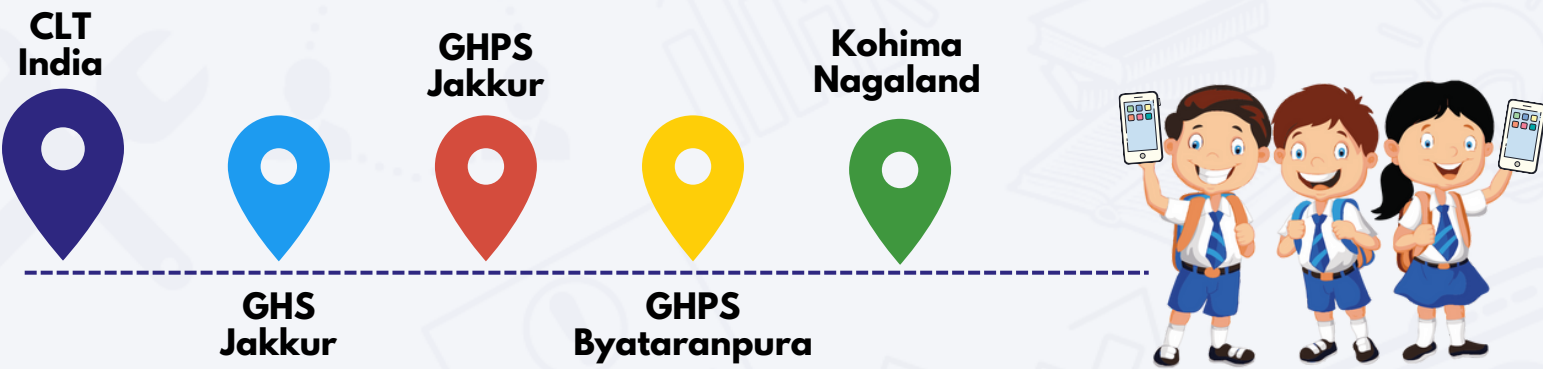 CLT
India
GHS
Jakkur
GHPS
Jakkur
GHPS
Byataranpura
Kohima
Nagaland